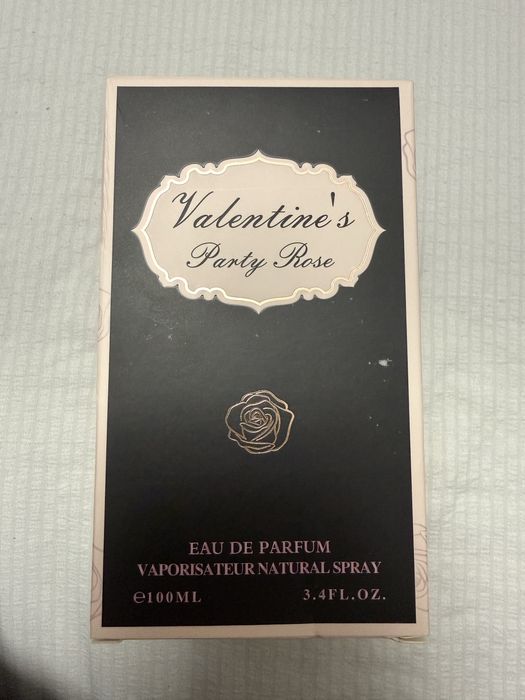 Valentine's
Party Rose
EAU DE PARFUM
VAPORISATEUR NATURAL SPRAY
℮100ML 3.4FL.OZ.